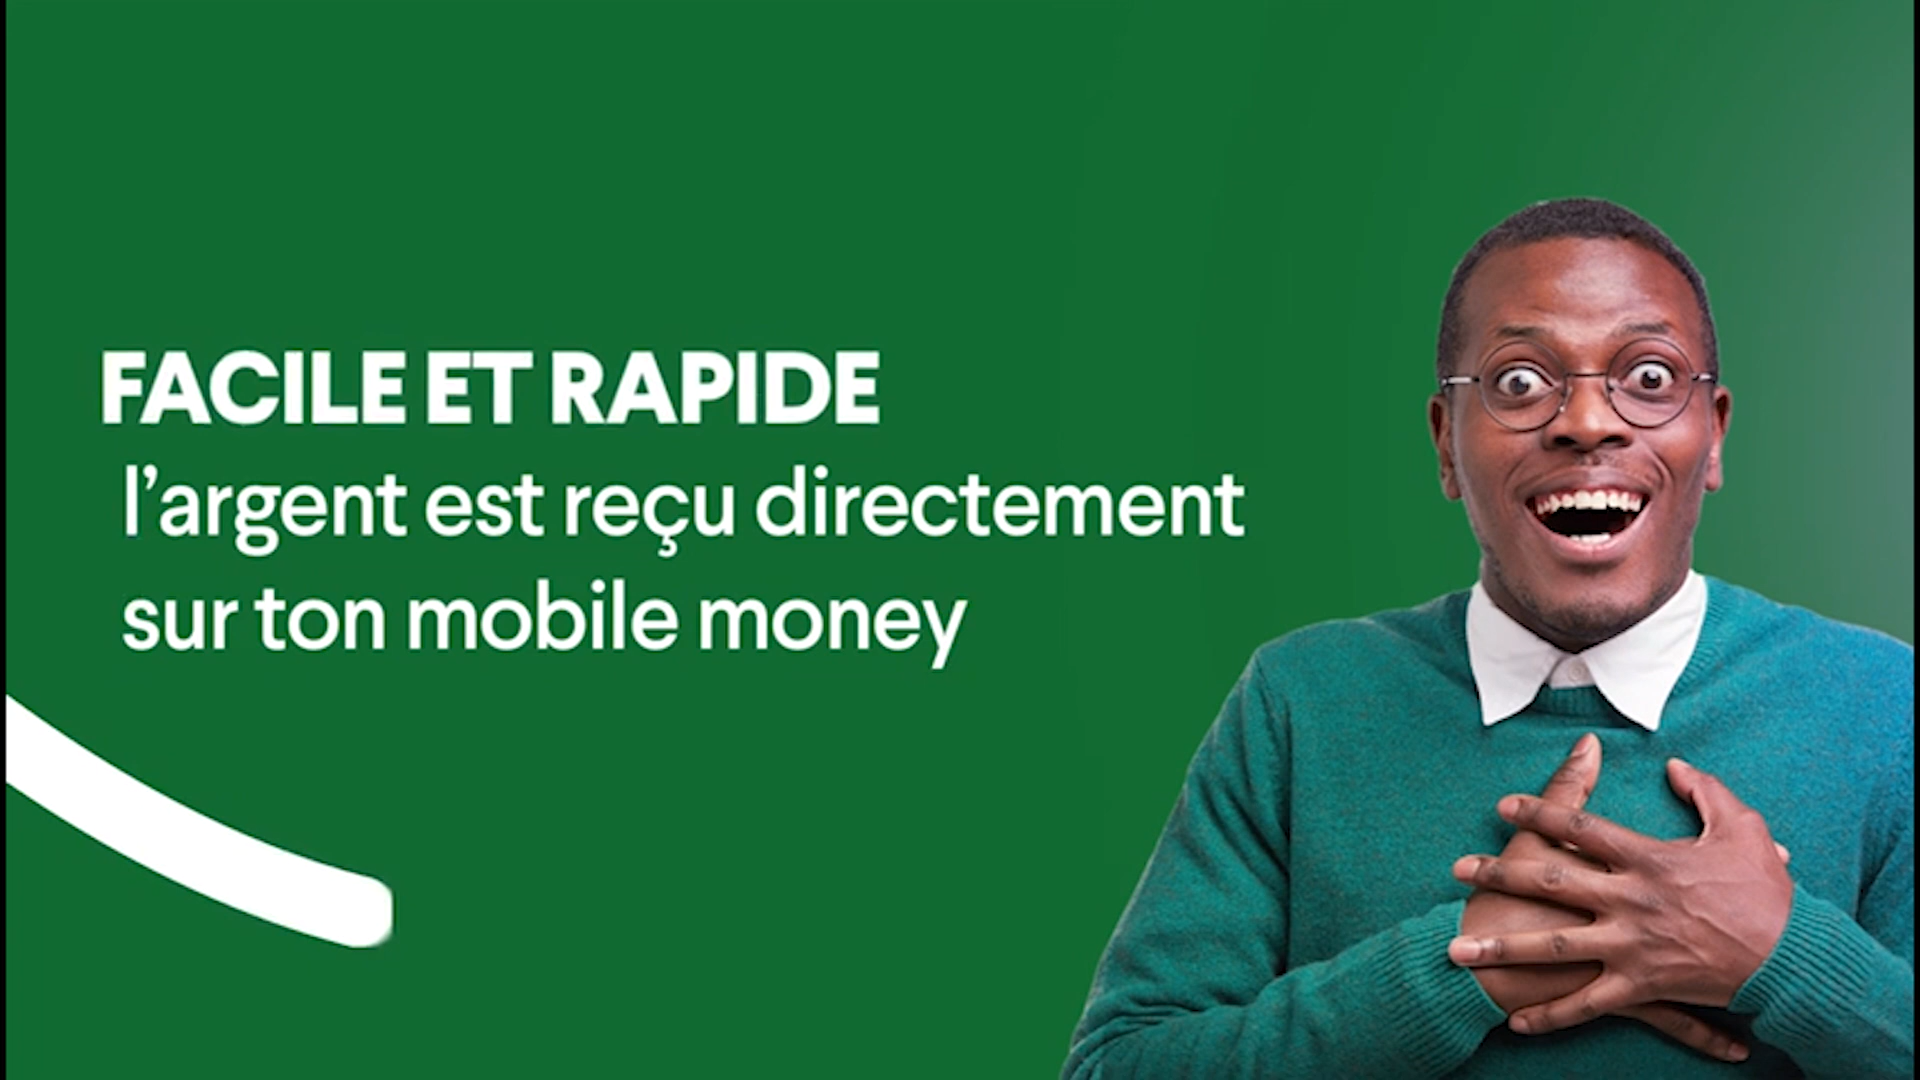 FACILE ET RAPIDE
l’argent est reçu directement
sur ton mobile money